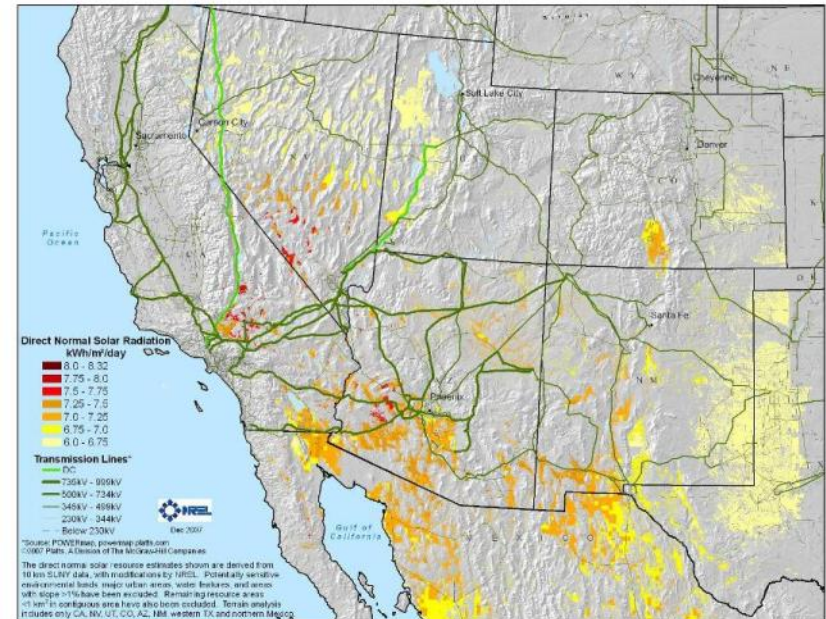 WY
NE
Cheyenne
Salt Lake City
Carson City
Sacramento
NV
Denver
CO
Pacific
Ocean
CA
Santa Fe
OK
Direct Normal Solar Radiation
kWh/m²/day
8.0 - 8.32
7.75 - 8.0
7.5 - 7.75
7.25 - 7.5
7.0 - 7.25
6.75 - 7.0
6.0 - 6.75
Phoenix
NM
Transmission Lines*
DC
735kV - 999kV
500kV - 734kV
345kV - 499kV
230kV - 344kV
Below 230kV
NREL
Dec 2007
Gulf of
California
MEXICO
*Source: POWERmap, powermap.platts.com
©2007 Platts, A Division of The McGraw-Hill Companies
The direct normal solar resource estimates shown are derived from
10 km SUNY data, with modifications by NREL. Potentially sensitive
environmental lands, major urban areas, water features, and areas
with slope >1% have been excluded. Remaining resource areas
<1 km² in contiguous area have also been excluded. Terrain analysis
includes only CA, NV, UT, CO, AZ, NM, western TX and northern Mexico.